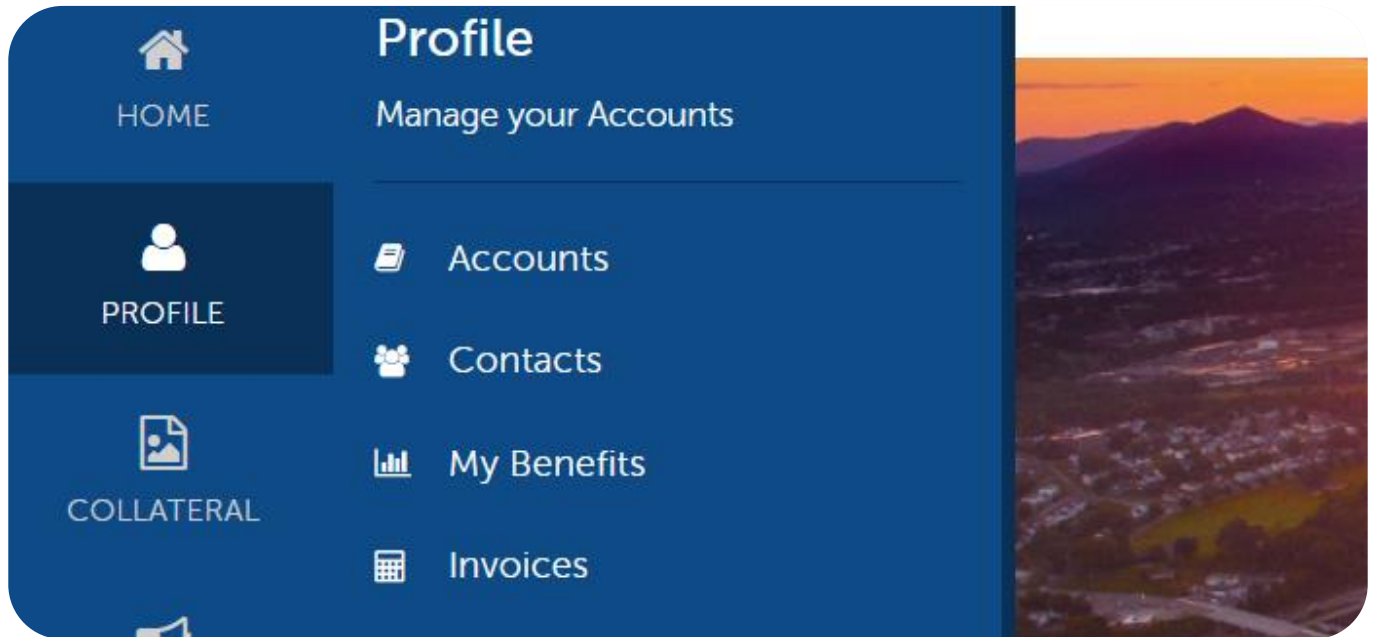 HOME
PROFILE
COLLATERAL
Profile
Manage your Accounts
Accounts
Contacts
My Benefits
Invoices